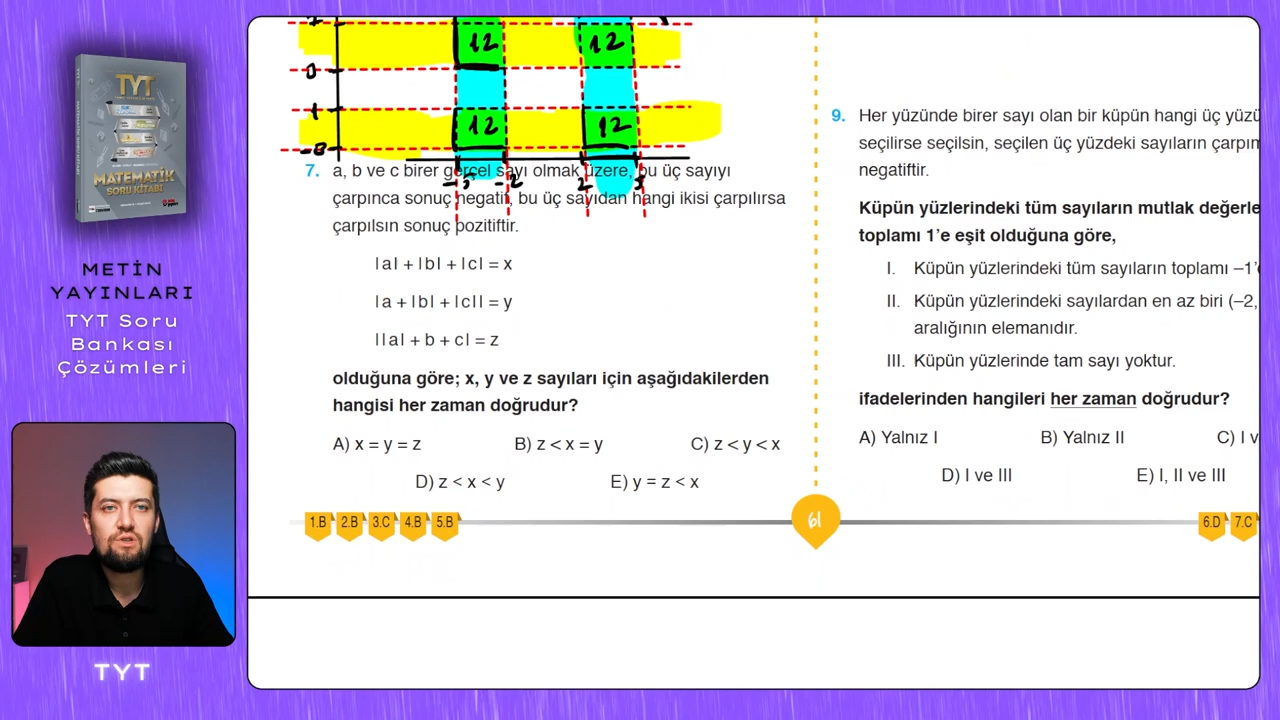 TYT
MATEMATİK
SORU KİTABI
METİN
YAYINLARI
TYT Soru
Bankası
Çözümleri
TYT
12 12
0
1
12 12
-2 2
7. a, b ve c birer gerçel sayı olmak üzere, bu üç sayıyı
çarpınca sonuç negatif, bu üç sayıdan hangi ikisi çarpılırsa
çarpılsın sonuç pozitiftir.
|a| + |b| + |c| = x
|a + |b| + |c|| = y
||a| + b + c| = z
olduğuna göre; x, y ve z sayıları için aşağıdakilerden
hangisi her zaman doğrudur?
A) x = y = z B) z < x = y C) z < y < x
D) z < x < y E) y = z < x
1.B 2.B 3.C 4.B 5.B
61
9. Her yüzünde birer sayı olan bir küpün hangi üç yüzü
seçilirse seçilsin, seçilen üç yüzdeki sayıların çarpım
negatiftir.
Küpün yüzlerindeki tüm sayıların mutlak değerle
toplamı 1'e eşit olduğuna göre,
I. Küpün yüzlerindeki tüm sayıların toplamı –1'
II. Küpün yüzlerindeki sayılardan en az biri (–2,
aralığının elemanıdır.
III. Küpün yüzlerinde tam sayı yoktur.
ifadelerinden hangileri her zaman doğrudur?
A) Yalnız I B) Yalnız II C) I v
D) I ve III E) I, II ve III
6.D 7.C